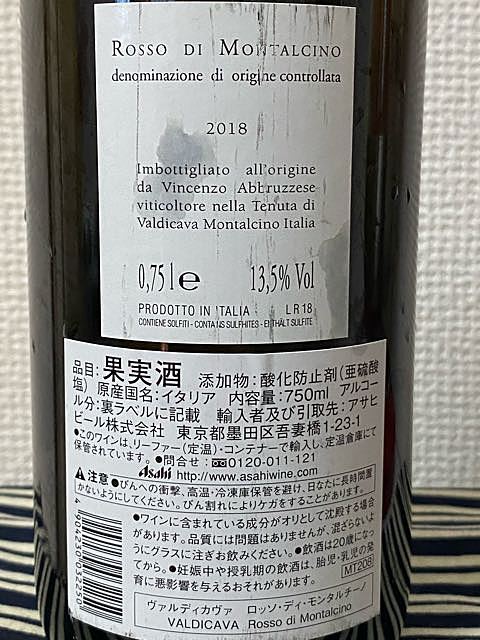 ROSSO DI MONTALCINO
denominazione di origine controllata
2018
Imbottigliato all'origine
da Vincenzo Abbruzzese
viticoltore nella Tenuta di
Valdicava Montalcino Italia
0,75 l e 13,5% Vol
PRODOTTO IN ITALIA LR18
CONTIENE SOLFITI - CONTAINS SULPHITES - ENTHÄLT SULFITE
品目:果実酒 添加物:酸化防止剤(亜硫酸
塩) 原産国名:イタリア 内容量:750ml アルコー
ル分:裏ラベルに記載 輸入者及び引取先:アサヒ
ビール株式会社 東京都墨田区吾妻橋1-23-1
●このワインは、リーファー(定温)・コンテナーで輸入し、定温倉庫にて
保管されています。●問合せ:0120-011-121
Asahi http://www.asahiwine.com
注意 ●びんへの衝撃、高温・冷凍庫保管を避け、日なたに長時間置
かないようにしてください。びん割れによりケガをすることがあります。
●ワインに含まれている成分がオリとして沈殿する場合
がありますが、品質には問題はありませんが、混ざらないよ
うにグラスに注ぎお飲みください。●飲酒は20歳になっ
てから。●妊娠中や授乳期の飲酒は、胎児・乳児の発
育に悪影響を与えるおそれがあります。 MT208
ヴァルディカヴァ ロッソ・ディ・モンタルチーノ
VALDICAVA Rosso di Montalcino